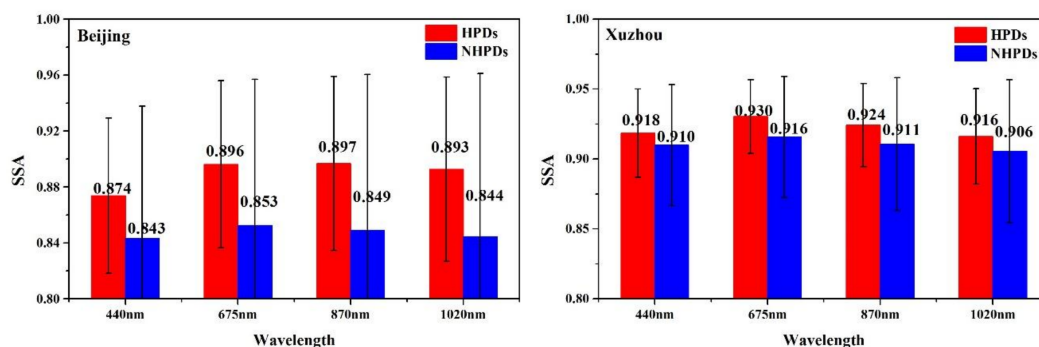 Beijing
HPDs
NHPDs
1.00
0.96
0.92
0.88
0.84
0.80
SSA
0.874
0.843
0.896
0.853
0.897
0.849
0.893
0.844
440nm
675nm
870nm
1020nm
Wavelength
Xuzhou
HPDs
NHPDs
1.00
0.95
0.90
0.85
0.80
SSA
0.918
0.910
0.930
0.916
0.924
0.911
0.916
0.906
440nm
675nm
870nm
1020nm
Wavelength